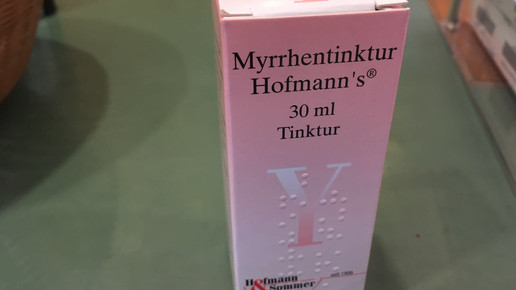 Myrrhentinktur
Hofmann's®
30 ml
Tinktur
Y
Hofmann
& Sommer